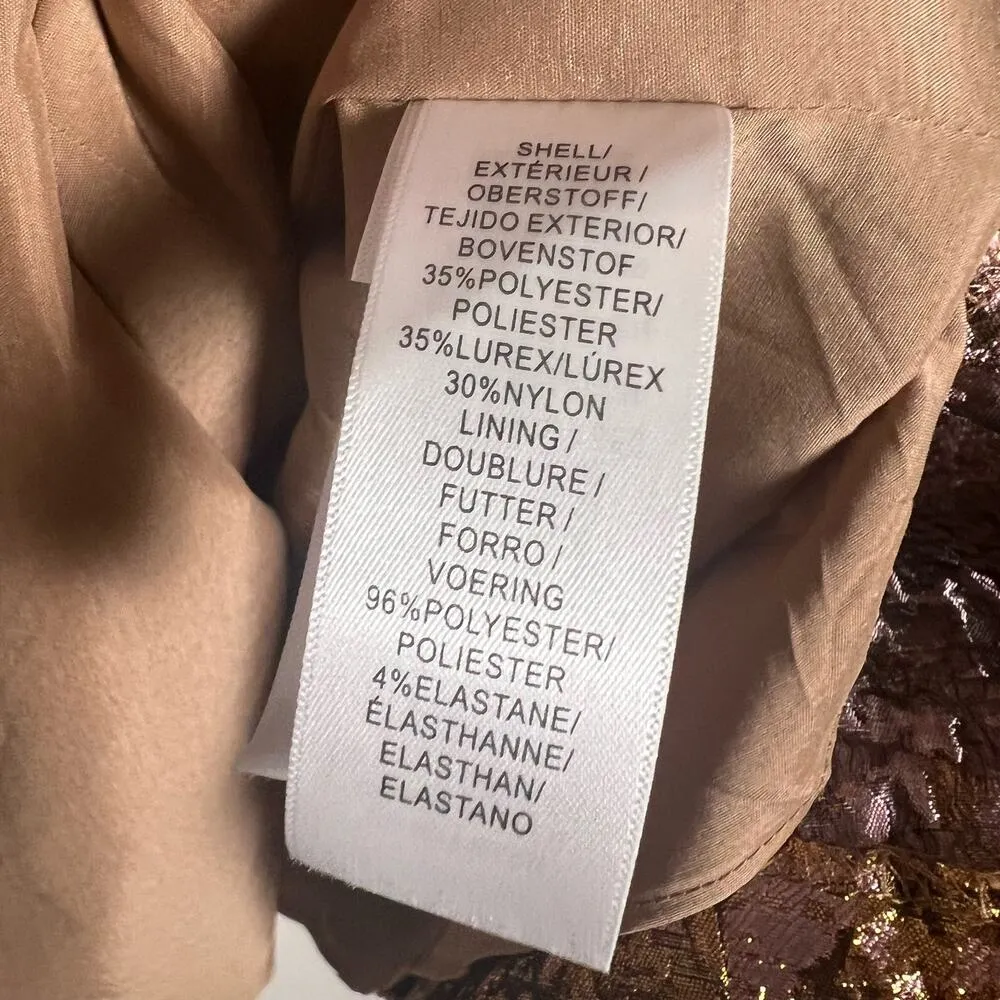 SHELL/
EXTÉRIEUR /
OBERSTOFF/
TEJIDO EXTERIOR/
BOVENSTOF
35%POLYESTER/
POLIESTER
35%LUREX/LÚREX
30%NYLON
LINING /
DOUBLURE /
FUTTER /
FORRO /
VOERING
96%POLYESTER/
POLIESTER
4%ELASTANE/
ÉLASTHANNE/
ELASTHAN/
ELASTANO